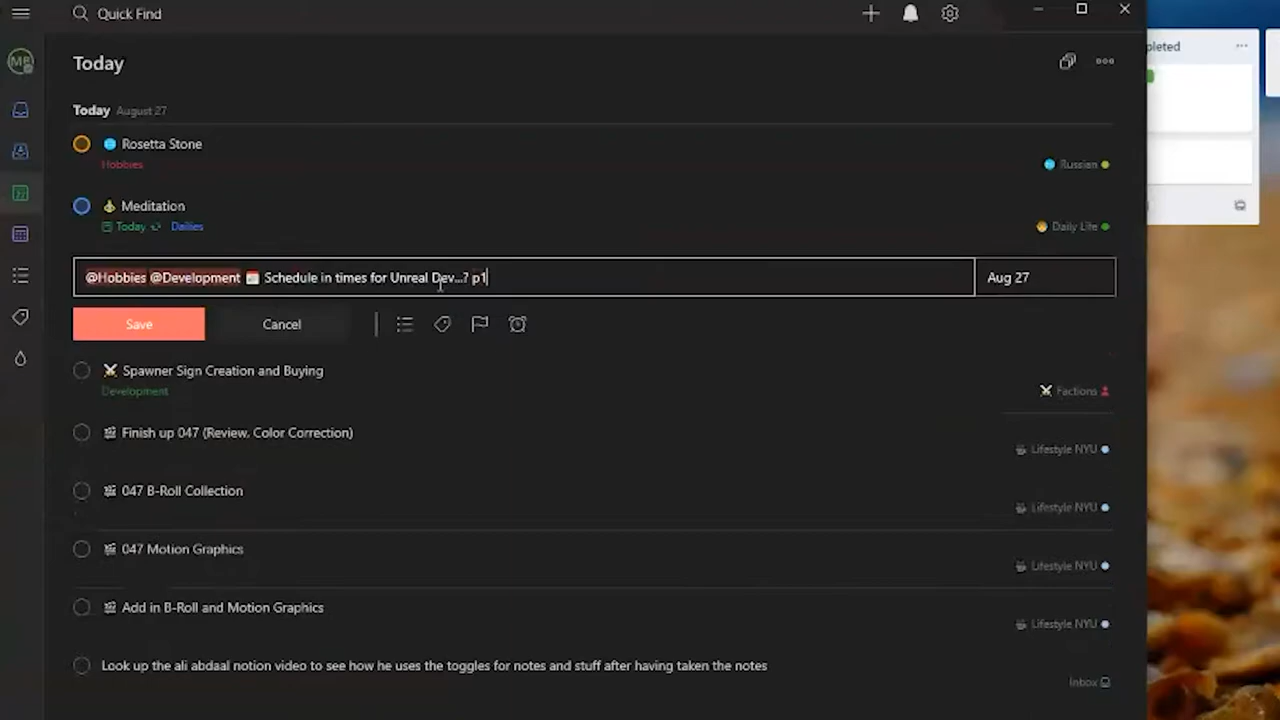 Quick Find
MB
Today
Today August 27
Rosetta Stone
Hobbies
Russian
Meditation
Today Dailies
Daily Life
@Hobbies @Development Schedule in times for Unreal Dev...? p1
Aug 27
Save Cancel
Spawner Sign Creation and Buying
Development
Factions
Finish up 047 (Review, Color Correction)
Lifestyle NYU
047 B-Roll Collection
Lifestyle NYU
047 Motion Graphics
Lifestyle NYU
Add in B-Roll and Motion Graphics
Lifestyle NYU
Look up the ali abdaal notion video to see how he uses the toggles for notes and stuff after having taken the notes
Inbox
pleted